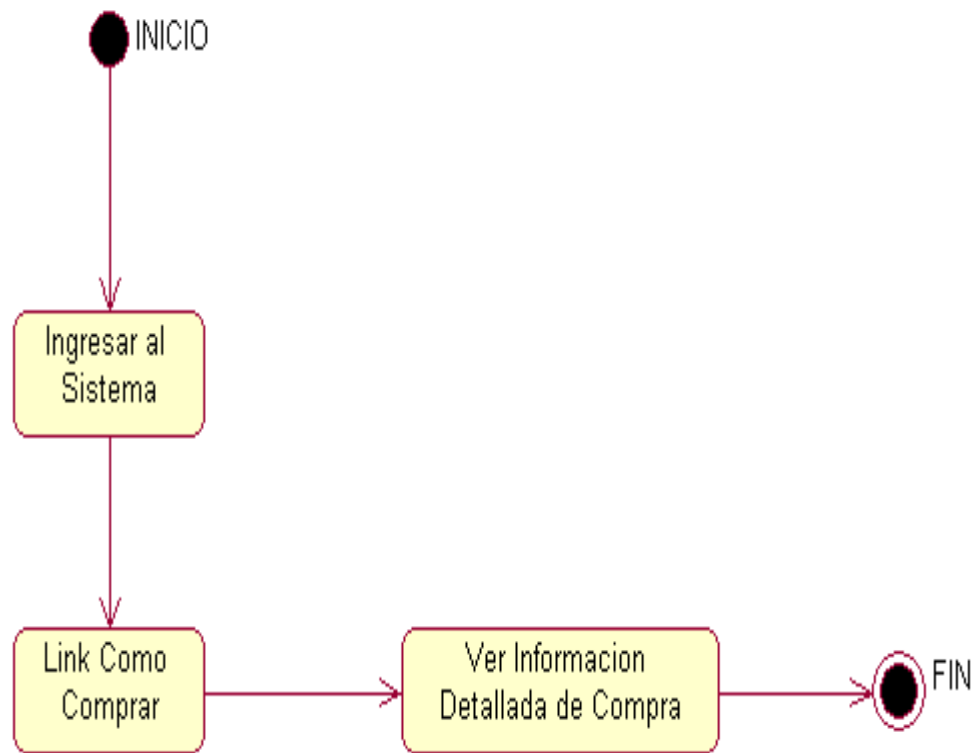 INICIO
Ingresar al
Sistema
Link Como
Comprar
Ver Informacion
Detallada de Compra
FIN